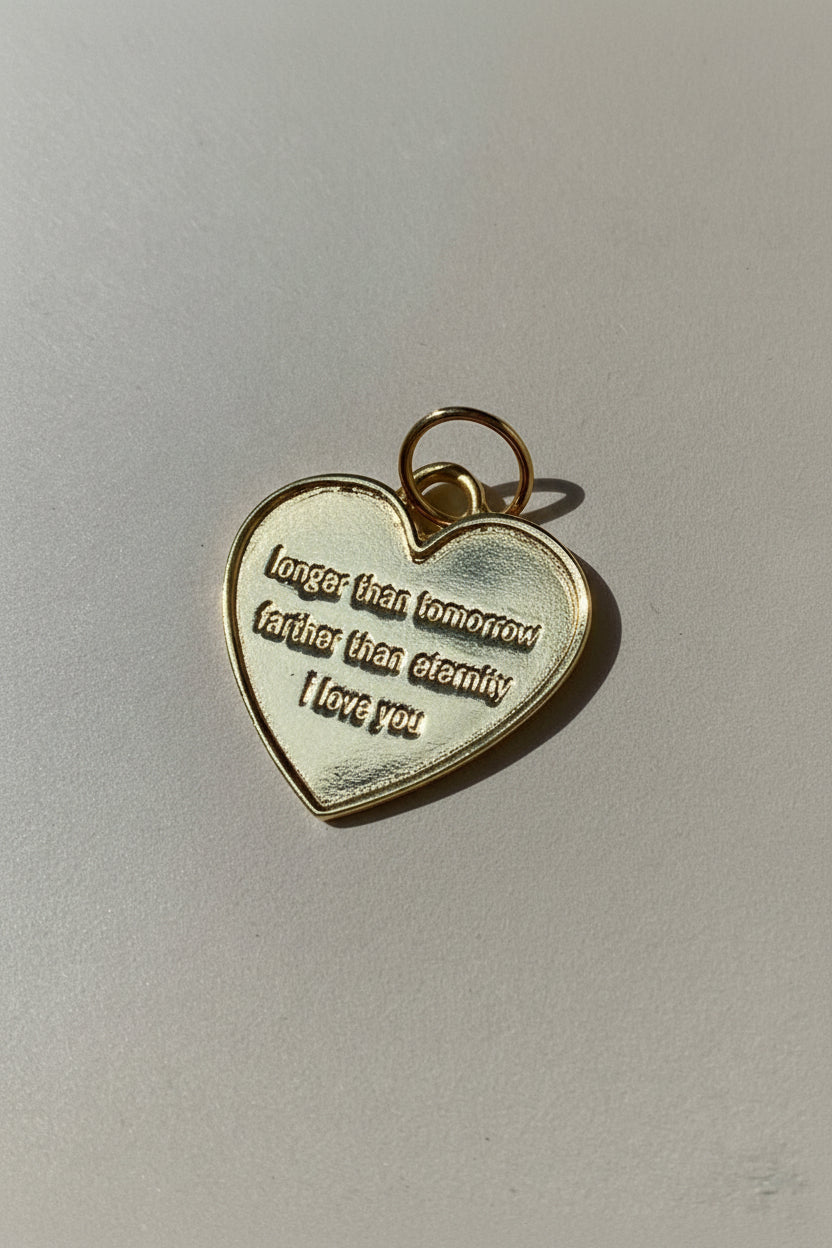 longer than tomorrow
farther than eternity
I love you